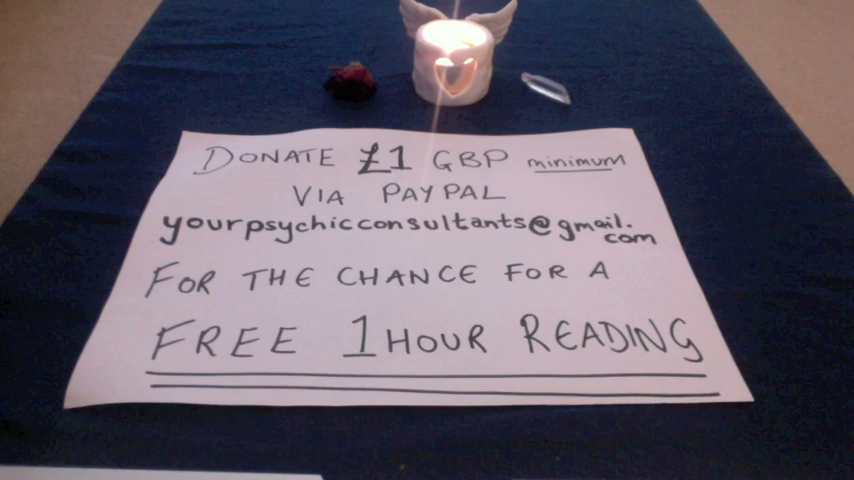 DONATE £1 GBP minimum
VIA PAYPAL
yourpsychicconsultants@gmail.
com
FOR THE CHANCE FOR A
FREE 1 HOUR READING